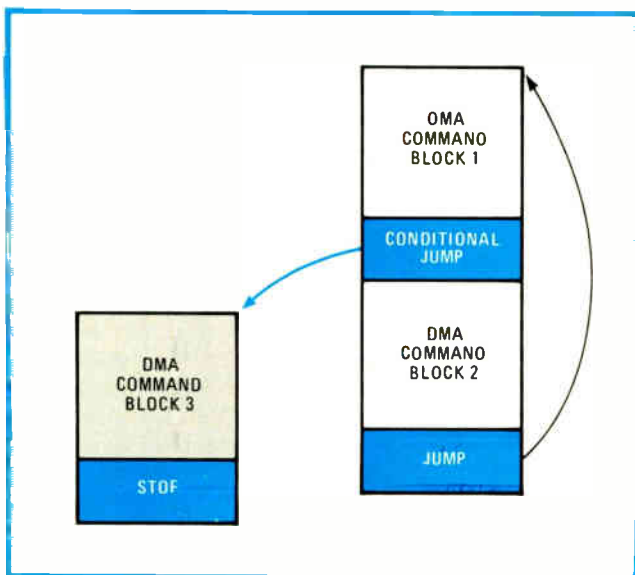 OMA
COMMANO
BLOCK 1
CONDITIONAL
JUMP
DMA
COMMANO
BLOCK 2
JUMP
DMA
COMMAND
BLOCK 3
STOF